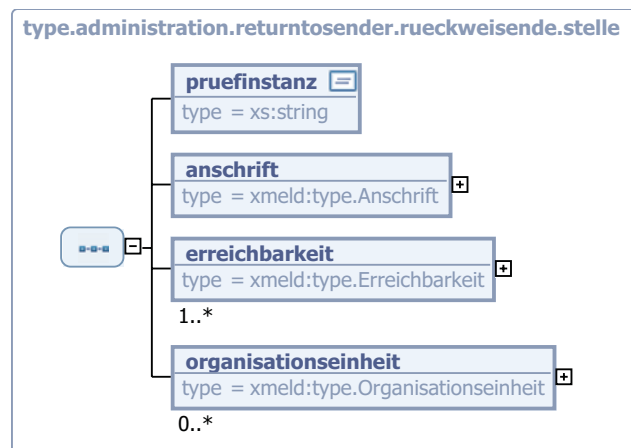 type.administration.returntosender.rueckweisende.stelle
pruefinstanz
type = xs:string
anschrift
type = xmeld:type.Anschrift
erreichbarkeit
type = xmeld:type.Erreichbarkeit
1..*
organisationseinheit
type = xmeld:type.Organisationseinheit
0..*